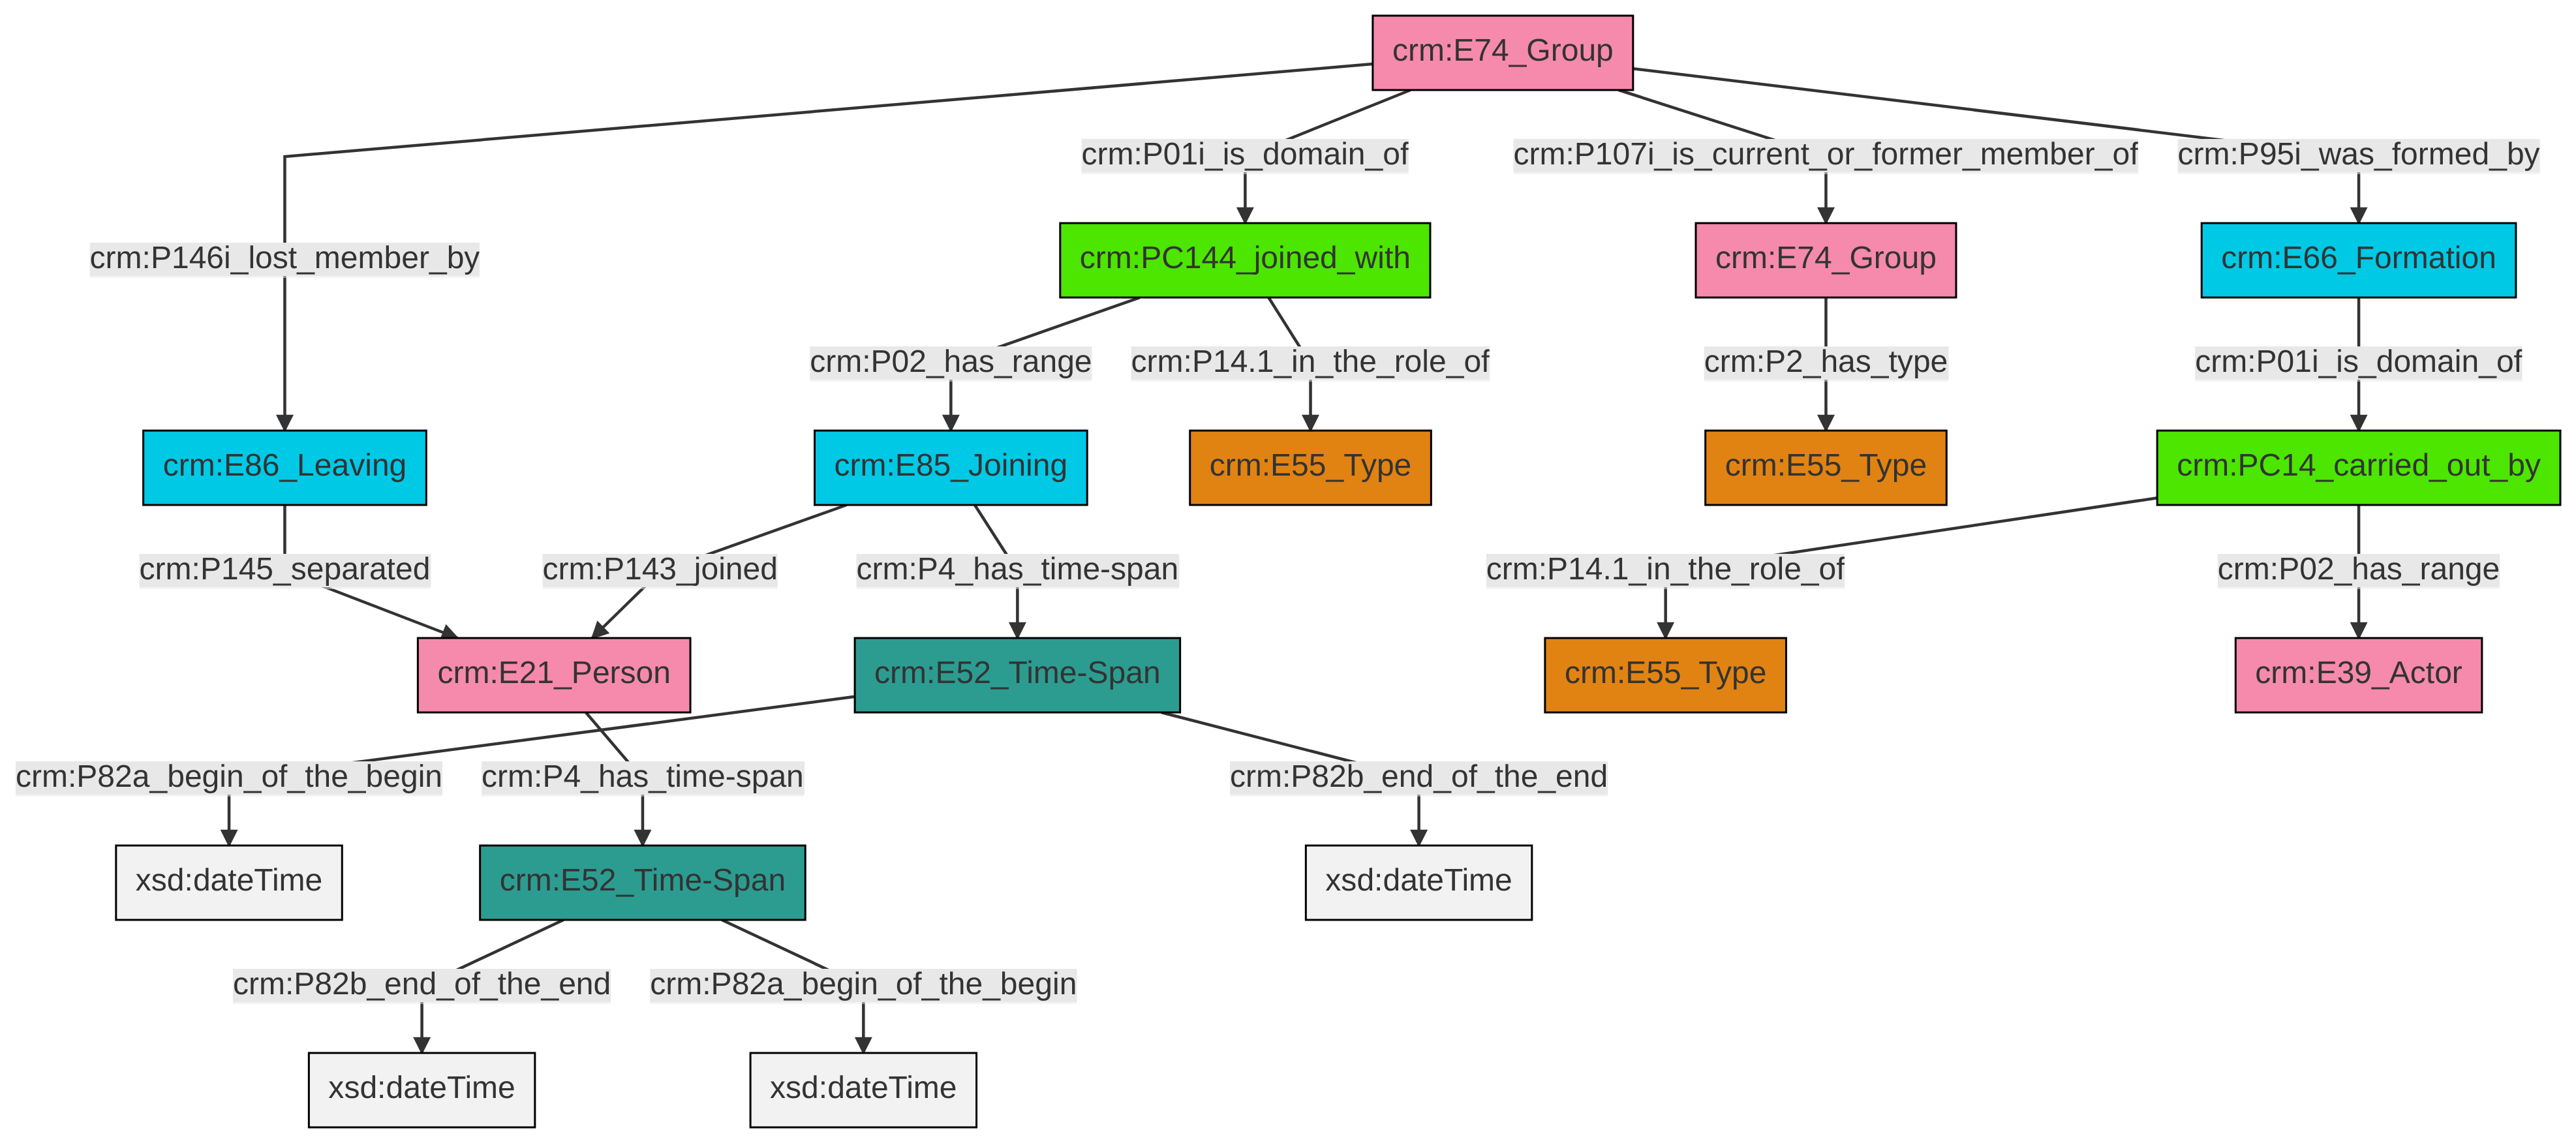 crm:E74_Group
crm:P01i_is_domain_of
crm:P107i_is_current_or_former_member_of
crm:P95i_was_formed_by
crm:P146i_lost_member_by
crm:PC144_joined_with
crm:E74_Group
crm:E66_Formation
crm:P02_has_range
crm:P14.1_in_the_role_of
crm:P2_has_type
crm:P01i_is_domain_of
crm:E86_Leaving
crm:E85_Joining
crm:E55_Type
crm:E55_Type
crm:PC14_carried_out_by
crm:P145_separated
crm:P143_joined
crm:P4_has_time-span
crm:P14.1_in_the_role_of
crm:P02_has_range
crm:E21_Person
crm:E52_Time-Span
crm:E55_Type
crm:E39_Actor
crm:P82a_begin_of_the_begin
crm:P4_has_time-span
crm:P82b_end_of_the_end
xsd:dateTime
crm:E52_Time-Span
xsd:dateTime
crm:P82b_end_of_the_end
crm:P82a_begin_of_the_begin
xsd:dateTime
xsd:dateTime